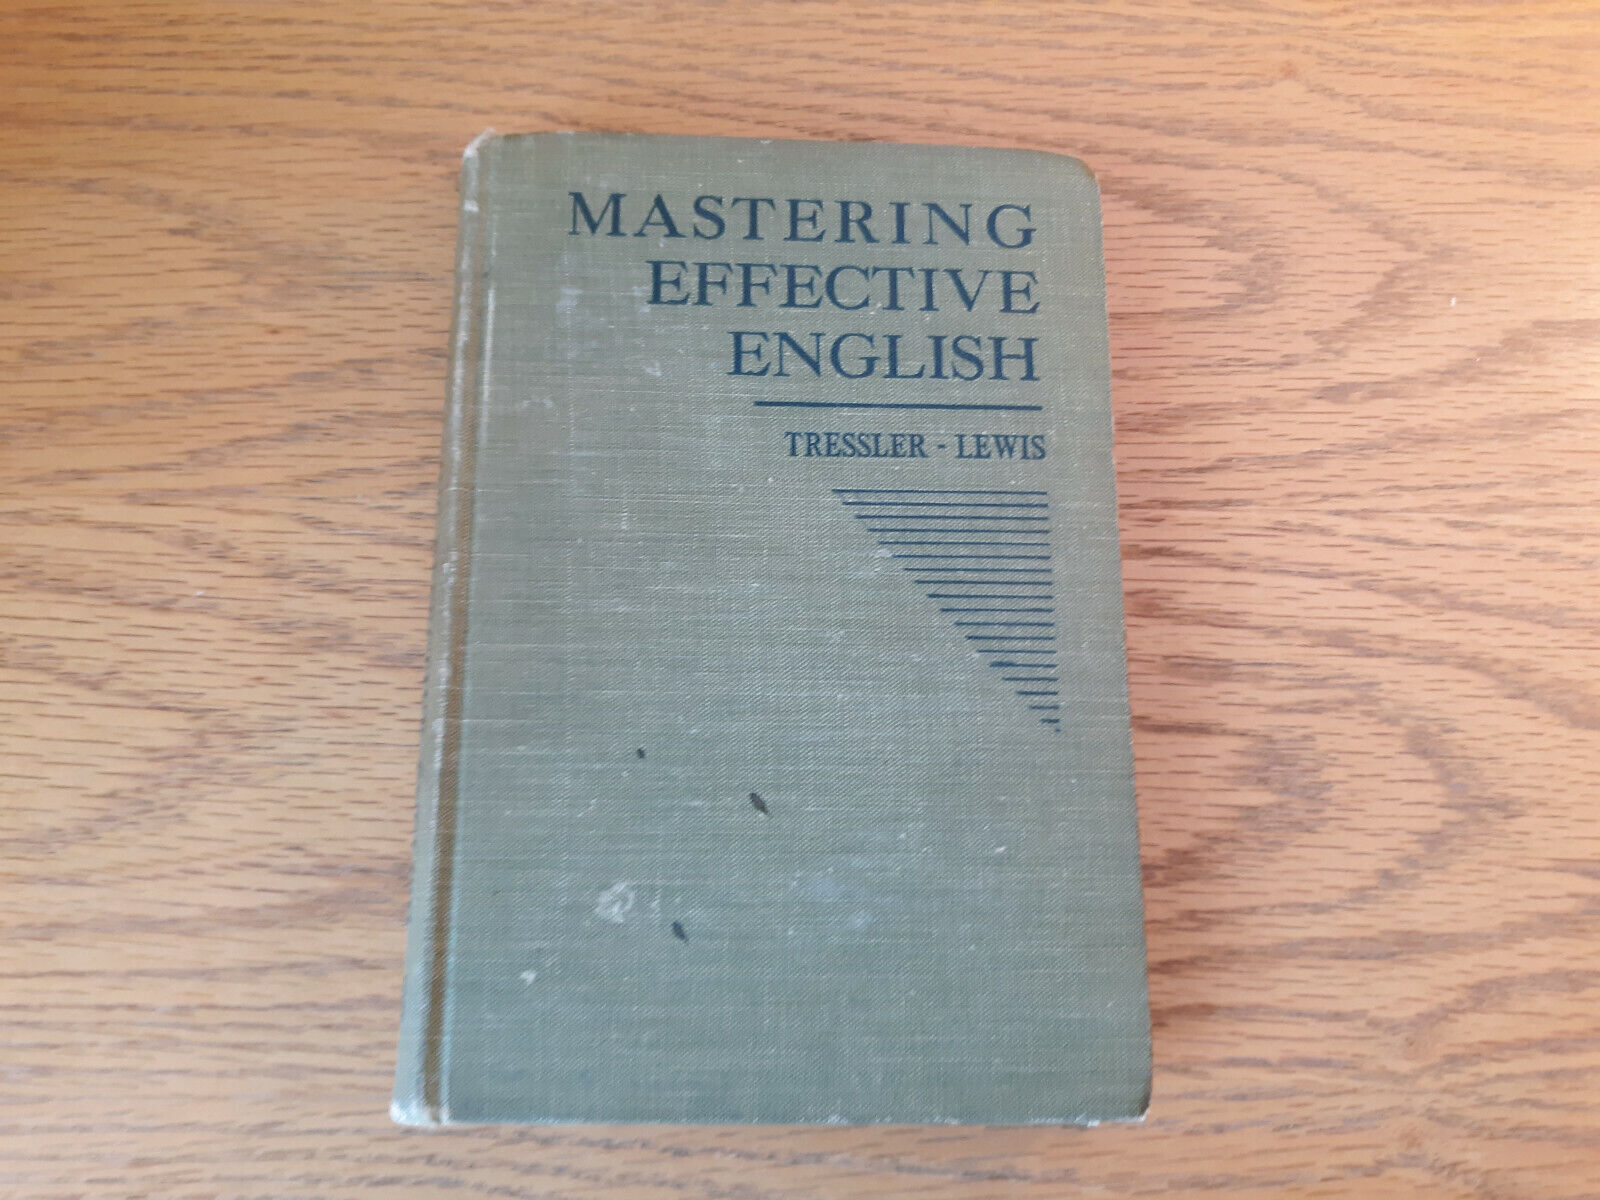 MASTERING
EFFECTIVE
ENGLISH
TRESSLER - LEWIS